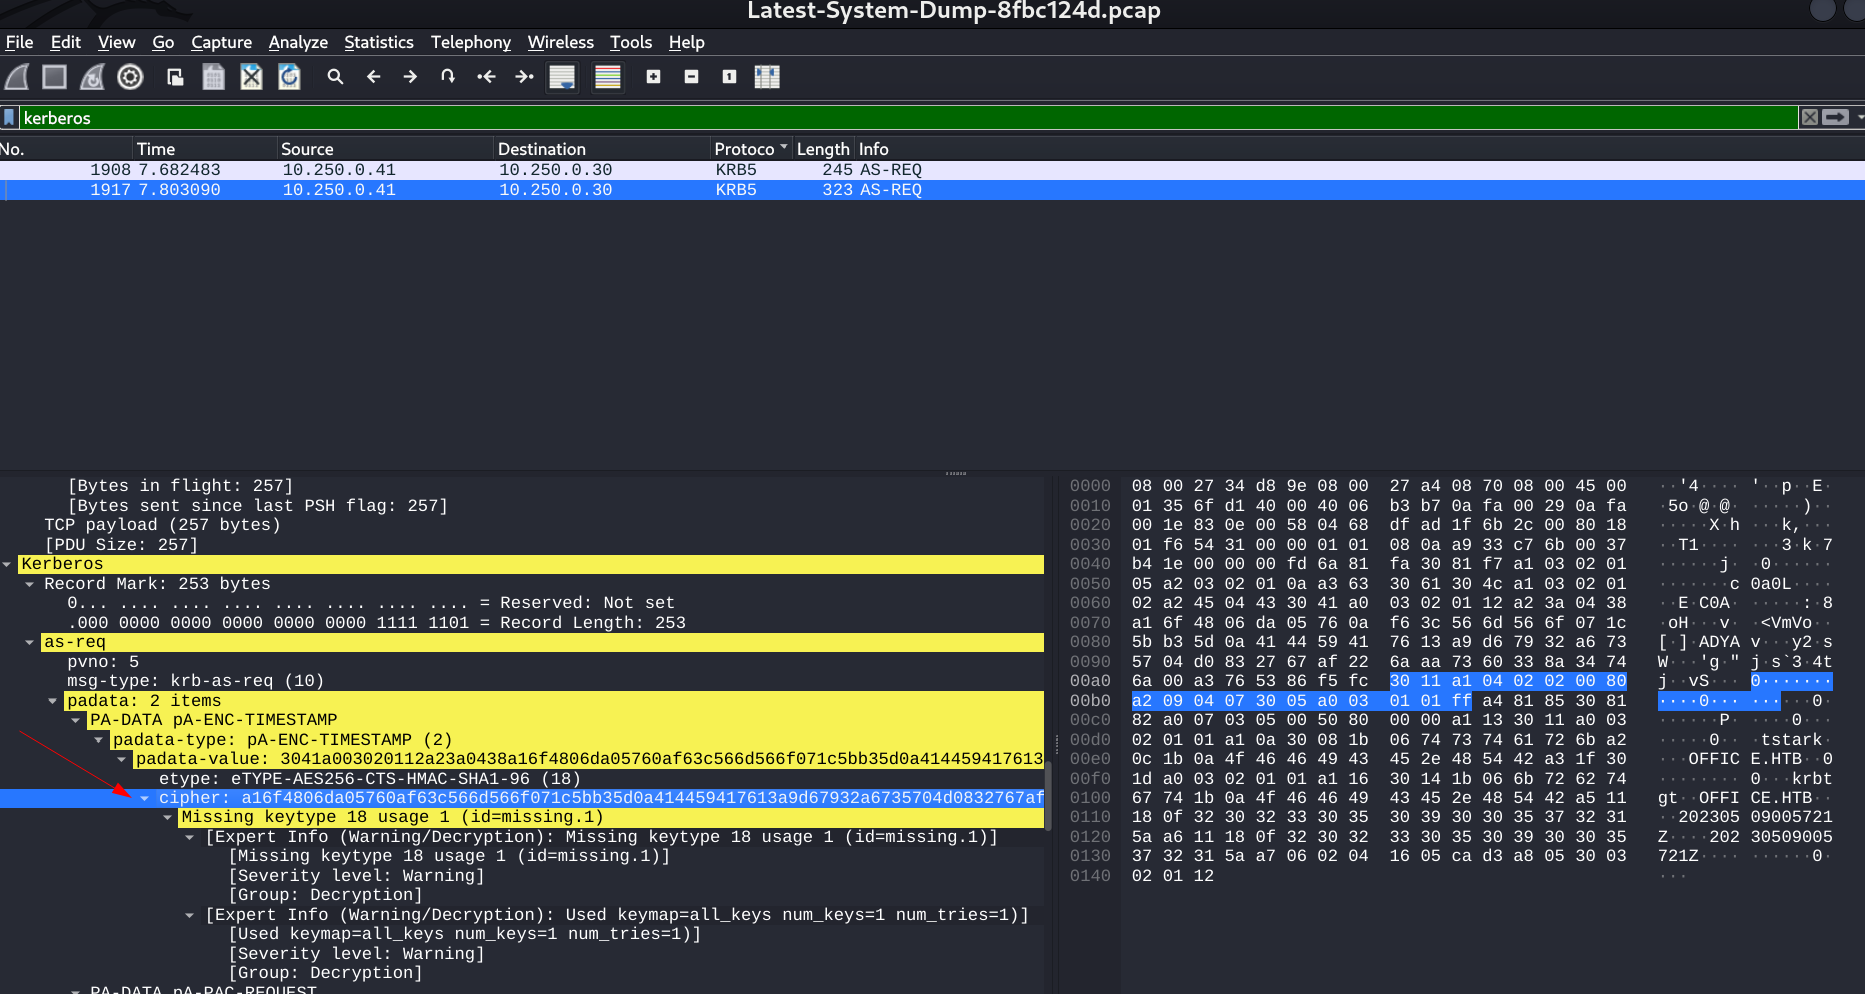 Latest-System-Dump-8fbc124d.pcap
File Edit View Go Capture Analyze Statistics Telephony Wireless Tools Help
kerberos
No. Time Source Destination Protoco Length Info
1908 7.682483 10.250.0.41 10.250.0.30 KRB5 245 AS-REQ
1917 7.803090 10.250.0.41 10.250.0.30 KRB5 323 AS-REQ
[Bytes in flight: 257]
[Bytes sent since last PSH flag: 257]
TCP payload (257 bytes)
[PDU Size: 257]
Kerberos
Record Mark: 253 bytes
0... .... .... .... .... .... .... .... = Reserved: Not set
.000 0000 0000 0000 0000 0000 1111 1101 = Record Length: 253
as-req
pvno: 5
msg-type: krb-as-req (10)
padata: 2 items
PA-DATA pA-ENC-TIMESTAMP
padata-type: pA-ENC-TIMESTAMP (2)
padata-value: 3041a003020112a23a0438a16f4806da05760af63c566d566f071c5bb35d0a414459417613
etype: eTYPE-AES256-CTS-HMAC-SHA1-96 (18)
cipher: a16f4806da05760af63c566d566f071c5bb35d0a414459417613a9d67932a6735704d0832767af
Missing keytype 18 usage 1 (id=missing.1)
[Expert Info (Warning/Decryption): Missing keytype 18 usage 1 (id=missing.1)]
[Missing keytype 18 usage 1 (id=missing.1)]
[Severity level: Warning]
[Group: Decryption]
[Expert Info (Warning/Decryption): Used keymap=all_keys num_keys=1 num_tries=1)]
[Used keymap=all_keys num_keys=1 num_tries=1)]
[Severity level: Warning]
[Group: Decryption]
PA-DATA pA-PAC-REQUEST
0000 08 00 27 34 d8 9e 08 00 27 a4 08 70 08 00 45 00 ··'4···· '··p··E·
0010 01 35 6f d1 40 00 40 06 b3 b7 0a fa 00 29 0a fa ·5o·@·@· ·····)··
0020 00 1e 83 0e 00 58 04 68 df ad 1f 6b 2c 00 80 18 ·····X·h ···k,···
0030 01 f6 54 31 00 00 01 01 08 0a a9 33 c7 6b 00 37 ··T1···· ···3·k·7
0040 b4 1e 00 00 00 fd 6a 81 fa 30 81 f7 a1 03 02 01 ······j· ·0······
0050 05 a2 03 02 01 0a a3 63 30 61 30 4c a1 03 02 01 ·······c 0a0L····
0060 02 a2 45 04 43 30 41 a0 03 02 01 12 a2 3a 04 38 ··E·C0A· ·····:·8
0070 a1 6f 48 06 da 05 76 0a f6 3c 56 6d 56 6f 07 1c ·oH···v· ·<VmVo··
0080 5b b3 5d 0a 41 44 59 41 76 13 a9 d6 79 32 a6 73 [·]·ADYA v···y2·s
0090 57 04 d0 83 27 67 af 22 6a aa 73 60 33 8a 34 74 W···'g·" j·s`3·4t
00a0 6a 00 a3 76 53 86 f5 fc 30 11 a1 04 02 02 00 80 j··vS··· 0·······
00b0 a2 09 04 07 30 05 a0 03 01 01 ff a4 81 85 30 81 ····0··· ······0·
00c0 82 a0 07 03 05 00 50 80 00 00 a1 13 30 11 a0 03 ······P· ····0···
00d0 02 01 01 a1 0a 30 08 1b 06 74 73 74 61 72 6b a2 ·····0·· ·tstark·
00e0 0c 1b 0a 4f 46 46 49 43 45 2e 48 54 42 a3 1f 30 ···OFFIC E.HTB··0
00f0 1d a0 03 02 01 01 a1 16 30 14 1b 06 6b 72 62 74 ········ 0···krbt
0100 67 74 1b 0a 4f 46 46 49 43 45 2e 48 54 42 a5 11 gt··OFFI CE.HTB··
0110 18 0f 32 30 32 33 30 35 30 39 30 30 35 37 32 31 ··202305 09005721
0120 5a a6 11 18 0f 32 30 32 33 30 35 30 39 30 30 35 Z····202 30509005
0130 37 32 31 5a a7 06 02 04 16 05 ca d3 a8 05 30 03 721Z···· ······0·
0140 02 01 12 ···